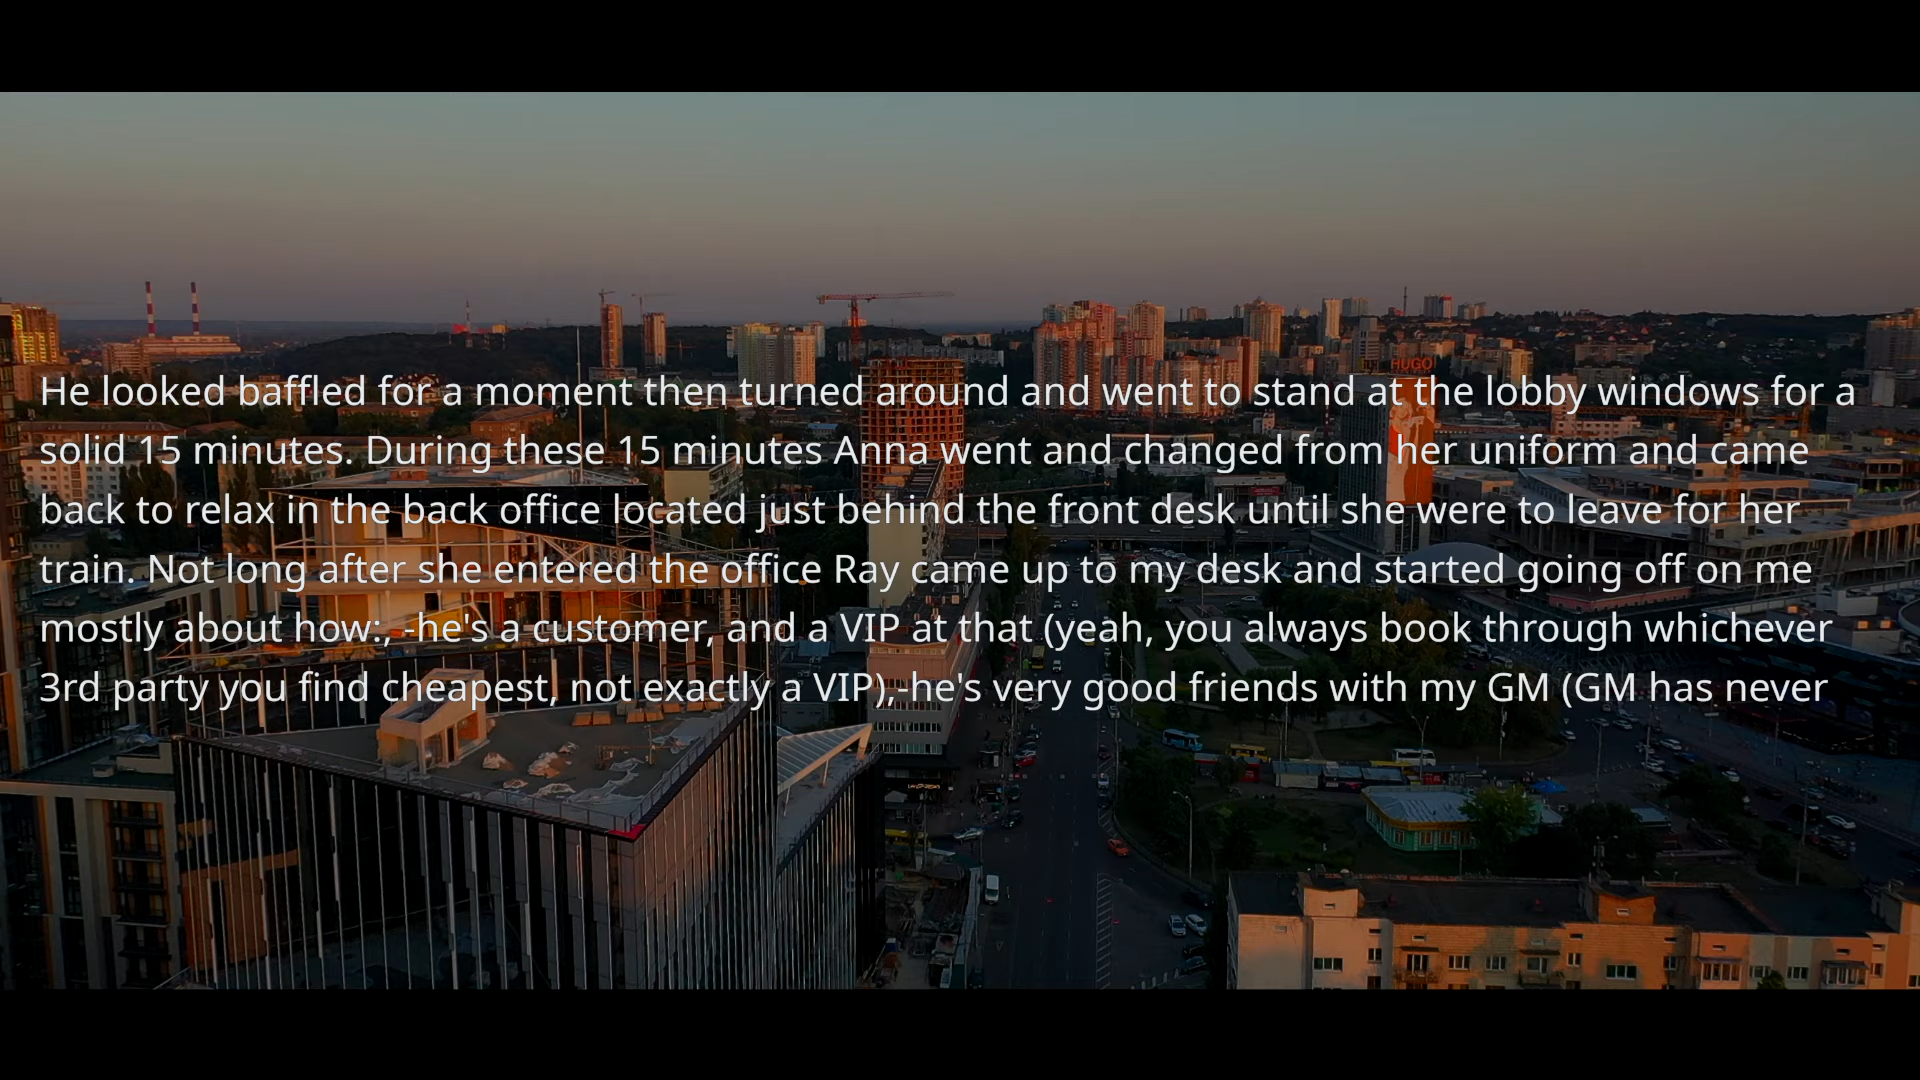 HUGO
He looked baffled for a moment then turned around and went to stand at the lobby windows for a
solid 15 minutes. During these 15 minutes Anna went and changed from her uniform and came
back to relax in the back office located just behind the front desk until she were to leave for her
train. Not long after she entered the office Ray came up to my desk and started going off on me
mostly about how:, -he's a customer, and a VIP at that (yeah, you always book through whichever
3rd party you find cheapest, not exactly a VIP),-he's very good friends with my GM (GM has never